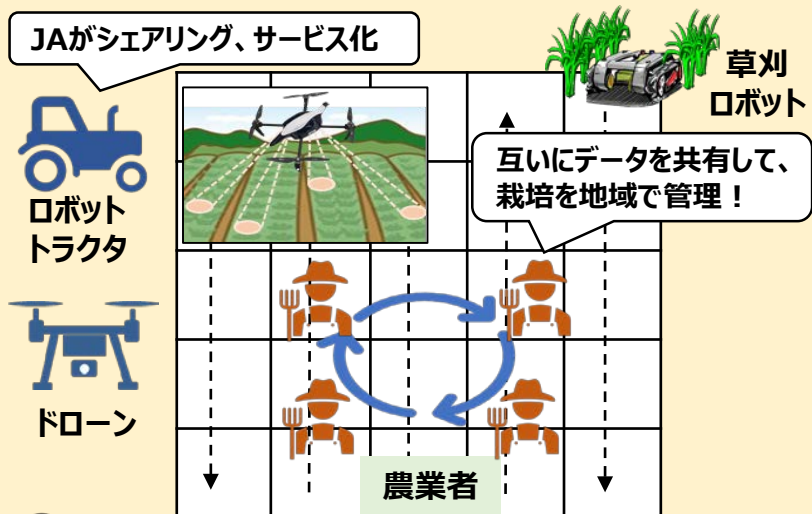 JAがシェアリング、サービス化
草刈
ロボット
互いにデータを共有して、
栽培を地域で管理！
ロボット
トラクタ
ドローン
農業者